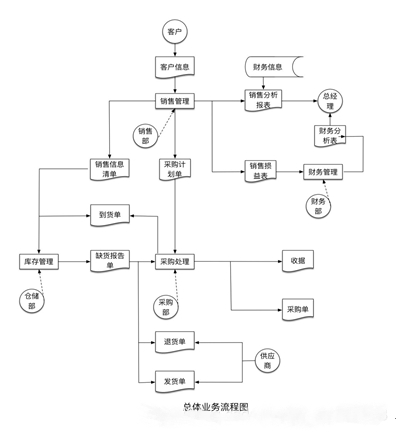 客户
客户信息
财务信息
销售管理
销售分析
报表
总经
理
销售
部
财务分
析表
销售信息
清单
采购计
划单
销售损
益表
财务管理
财务
部
到货单
库存管理
缺货报告
单
采购处理
收据
仓储
部
采购
部
采购单
退货单
供应
商
发货单
总体业务流程图